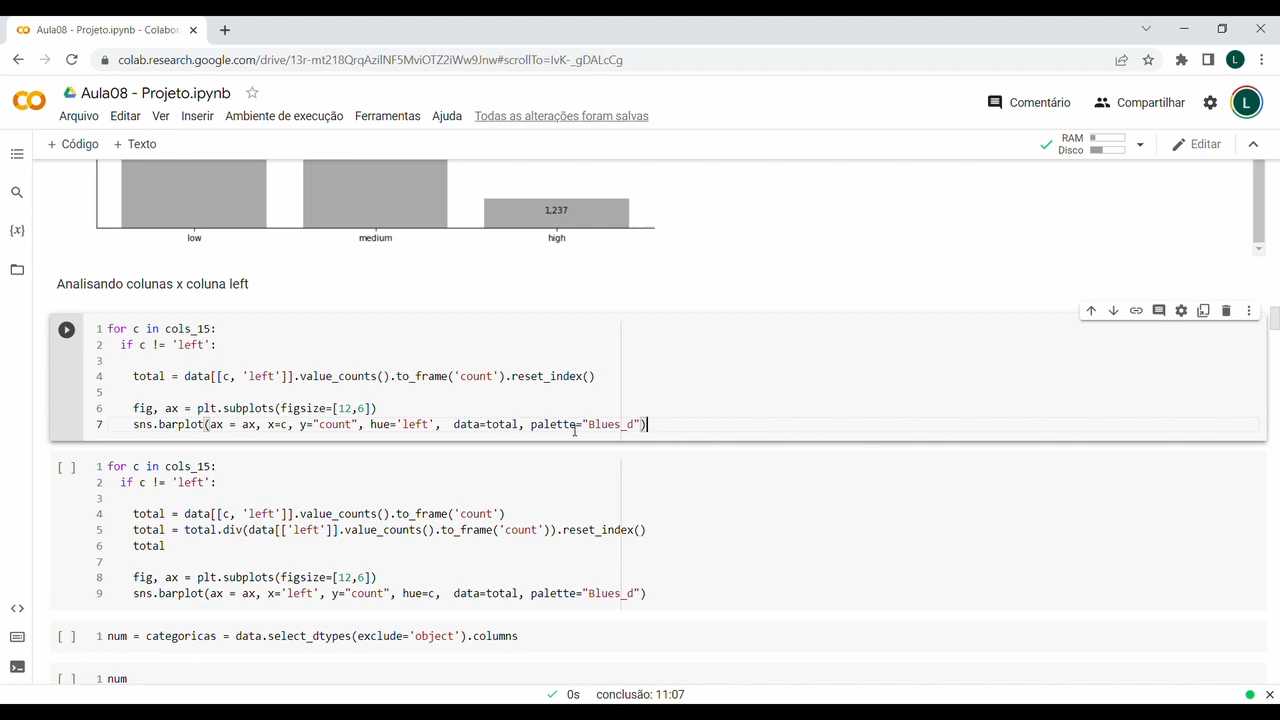 Aula08 - Projeto.ipynb - Colabor
colab.research.google.com/drive/13r-mt218QrqAzilNF5MviOTZ2iWw9Jnw#scrollTo=IvK-_gDALcCg
L
Aula08 - Projeto.ipynb
Comentário
Compartilhar
L
Arquivo Editar Ver Inserir Ambiente de execução Ferramentas Ajuda Todas as alterações foram salvas
+ Código + Texto
RAM
Disco
Editar
1,237
low medium high
Analisando colunas x coluna left
1 for c in cols_15:
2 if c != 'left':
3
4 total = data[[c, 'left']].value_counts().to_frame('count').reset_index()
5
6 fig, ax = plt.subplots(figsize=[12,6])
7 sns.barplot(ax = ax, x=c, y="count", hue='left', data=total, palette="Blues_d")
[ ] 1 for c in cols_15:
2 if c != 'left':
3
4 total = data[[c, 'left']].value_counts().to_frame('count')
5 total = total.div(data[['left']].value_counts().to_frame('count')).reset_index()
6 total
7
8 fig, ax = plt.subplots(figsize=[12,6])
9 sns.barplot(ax = ax, x='left', y="count", hue=c, data=total, palette="Blues_d")
[ ] 1 num = categoricas = data.select_dtypes(exclude='object').columns
[ ] 1 num
0s conclusão: 11:07